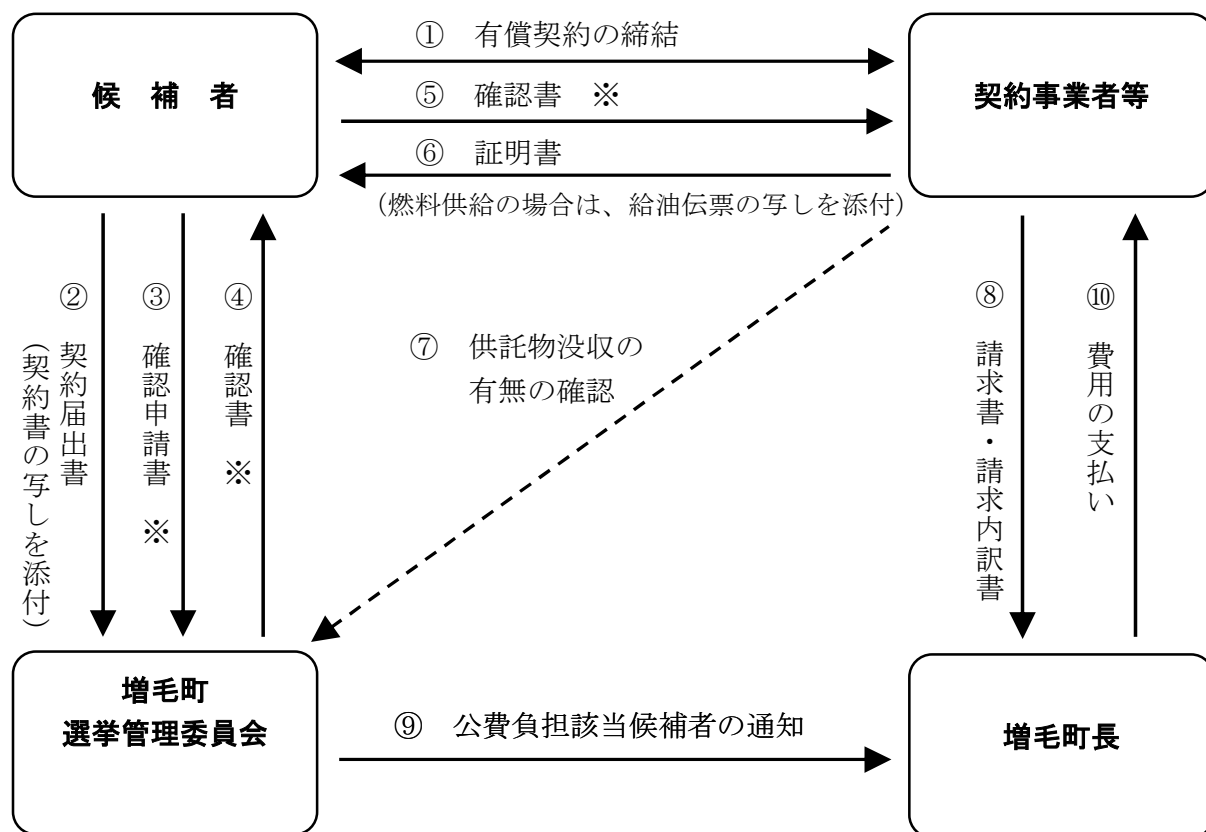 候　補　者
① 有償契約の締結
契約事業者等
⑤ 確認書　※
⑥ 証明書
(燃料供給の場合は、給油伝票の写しを添付)
② 契約届出書
(契約書の写しを添付)
③ 確認申請書　※
④ 確認書　※
⑦ 供託物没収の
有無の確認
⑧ 請求書・請求内訳書
⑩ 費用の支払い
増毛町
選挙管理委員会
⑨ 公費負担該当候補者の通知
増毛町長